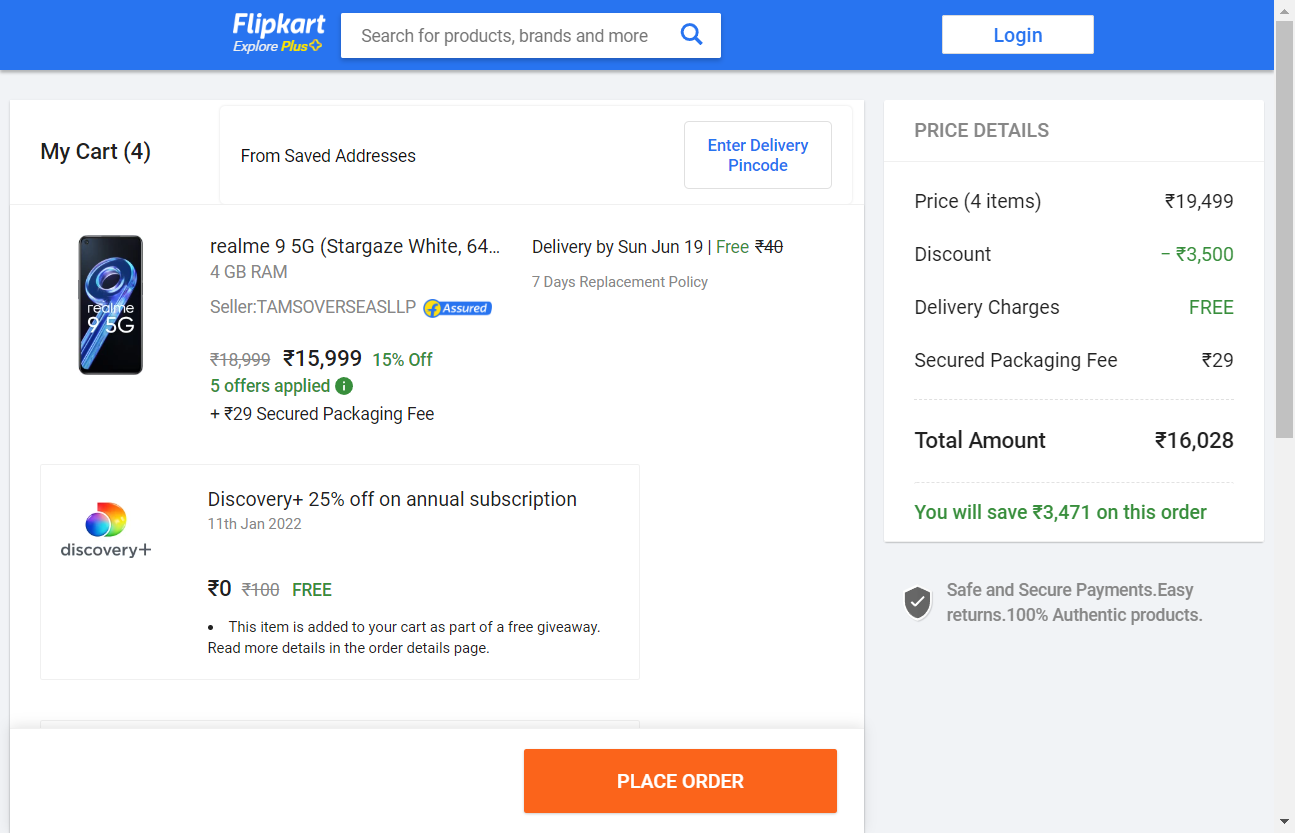 Flipkart
Explore Plus
Search for products, brands and more
Login
My Cart (4)
From Saved Addresses
Enter Delivery
Pincode
realme
9 5G
realme 9 5G (Stargaze White, 64...
4 GB RAM
Seller:TAMSOVERSEASLLP
Assured
₹18,999 ₹15,999 15% Off
5 offers applied
+ ₹29 Secured Packaging Fee
Delivery by Sun Jun 19 | Free ₹40
7 Days Replacement Policy
discovery+
Discovery+ 25% off on annual subscription
11th Jan 2022
₹0 ₹100 FREE
• This item is added to your cart as part of a free giveaway.
Read more details in the order details page.
PLACE ORDER
PRICE DETAILS
Price (4 items) ₹19,499
Discount − ₹3,500
Delivery Charges FREE
Secured Packaging Fee ₹29
Total Amount ₹16,028
You will save ₹3,471 on this order
Safe and Secure Payments.Easy
returns.100% Authentic products.